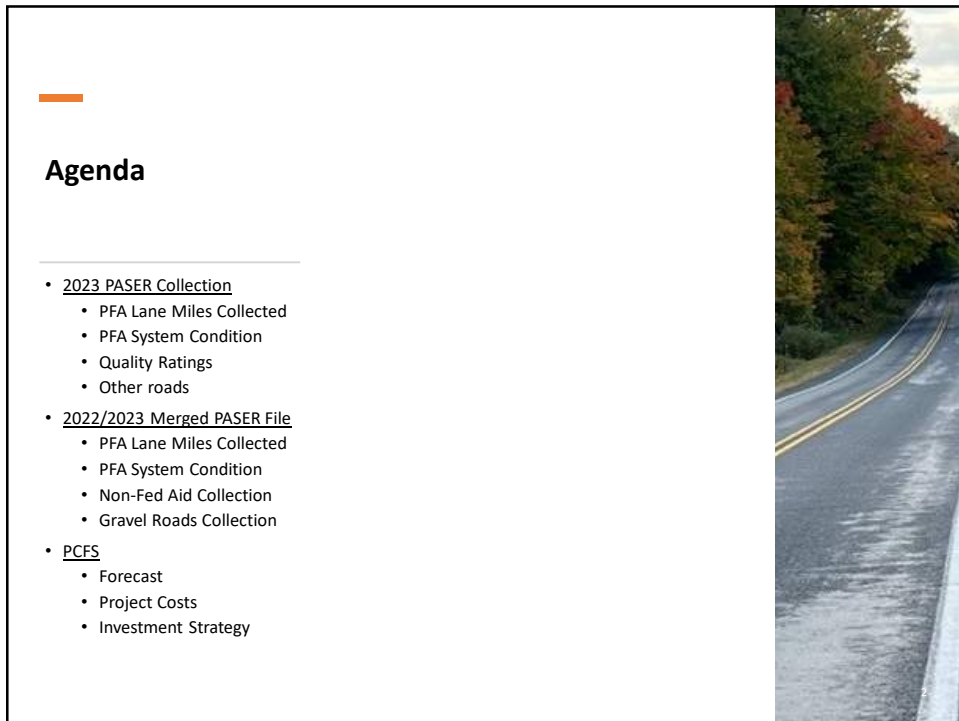 Agenda
• 2023 PASER Collection
• PFA Lane Miles Collected
• PFA System Condition
• Quality Ratings
• Other roads
• 2022/2023 Merged PASER File
• PFA Lane Miles Collected
• PFA System Condition
• Non-Fed Aid Collection
• Gravel Roads Collection
• PCFS
• Forecast
• Project Costs
• Investment Strategy
2